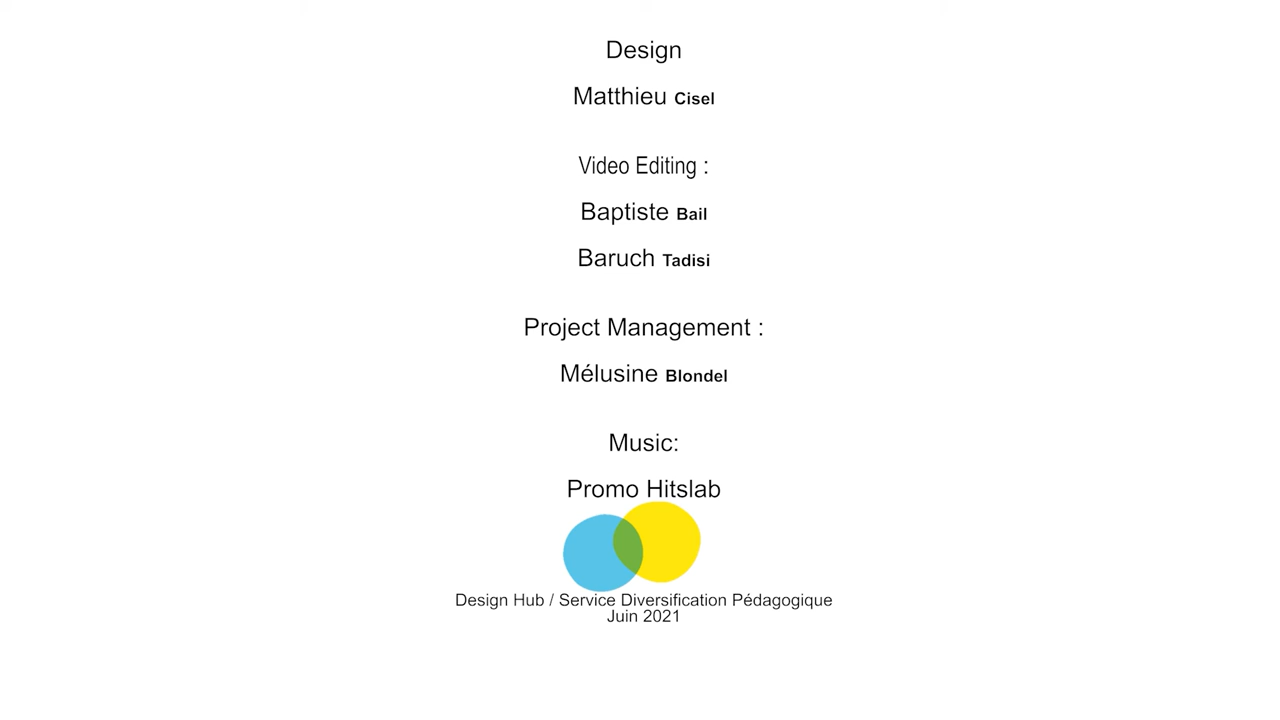 Design
Matthieu Cisel
Video Editing :
Baptiste Bail
Baruch Tadisi
Project Management :
Mélusine Blondel
Music:
Promo Hitslab
Design Hub / Service Diversification Pédagogique
Juin 2021